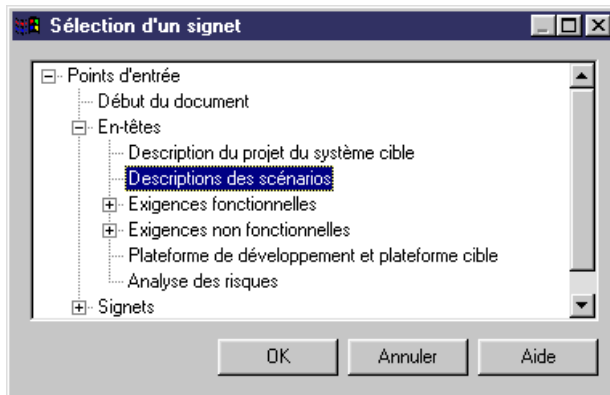 Sélection d'un signet
Points d'entrée
Début du document
En-têtes
Description du projet du système cible
Descriptions des scénarios
Exigences fonctionnelles
Exigences non fonctionnelles
Plateforme de développement et plateforme cible
Analyse des risques
Signets
OK Annuler Aide